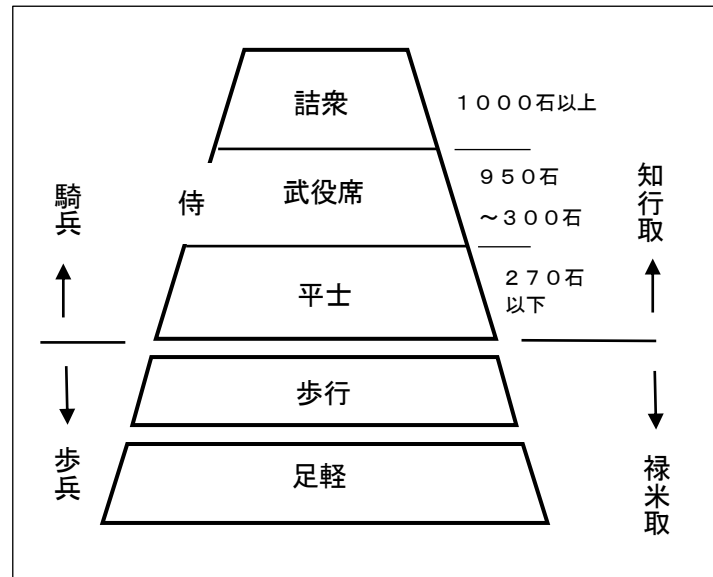 詰衆
１０００石以上
侍
武役席
９５０石
～３００石
平士
２７０石
以下
騎兵
知行取
歩行
足軽
歩兵
禄米取